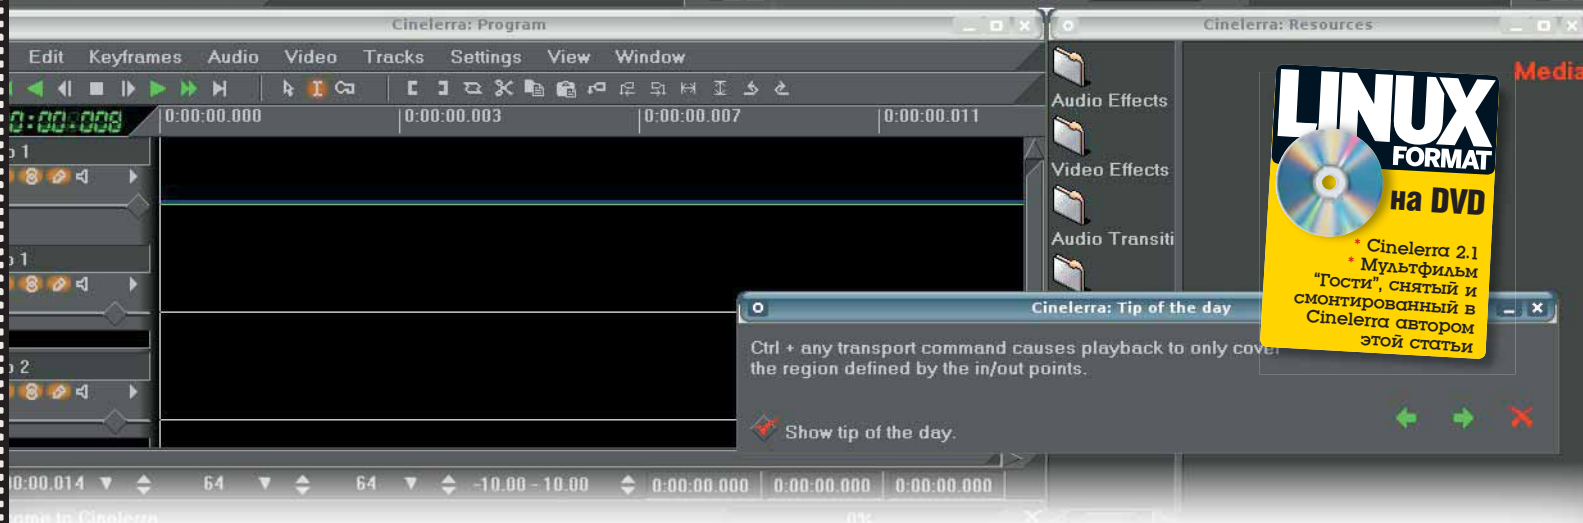 Cinelerra: Program
Cinelerra: Resources
Edit Keyframes Audio Video Tracks Settings View Window
Media
0:00:00.000 0:00:00.003 0:00:00.007 0:00:00.011
1
1
2
Audio Effects
Video Effects
Audio Transiti
LINUX
FORMAT
на DVD
* Cinelerra 2.1
* Мультфильм
“Гости”, снятый и
смонтированный в
Cinelerra автором
этой статьи
Cinelerra: Tip of the day
Ctrl + any transport command causes playback to only cover
the region defined by the in/out points.
Show tip of the day.
0:00.014 64 64 -10.00 - 10.00 0:00:00.000 0:00:00.000 0:00:00.000
0%